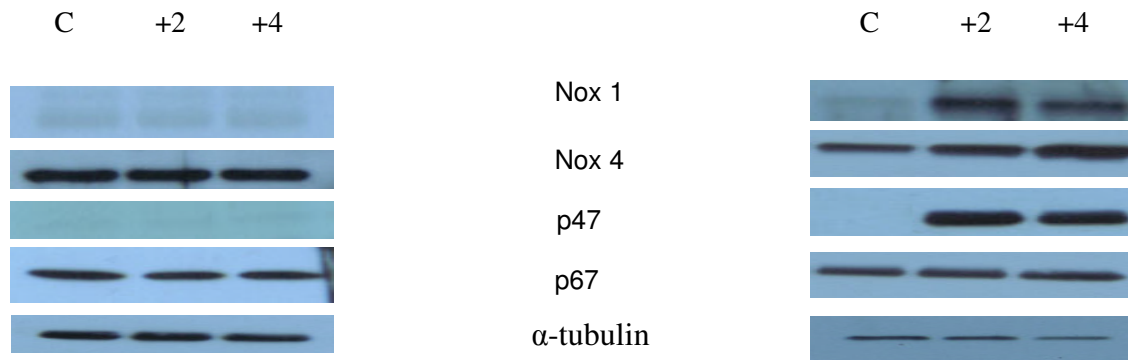 C +2 +4 C +2 +4
Nox 1
Nox 4
p47
p67
α-tubulin